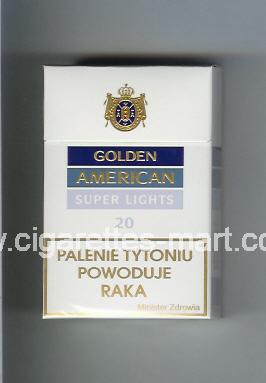 GOLDEN
AMERICAN
SUPER LIGHTS
20
www.cigarettes-mart.com
PALENIE TYTONIU
POWODUJE
RAKA
Minister Zdrowia